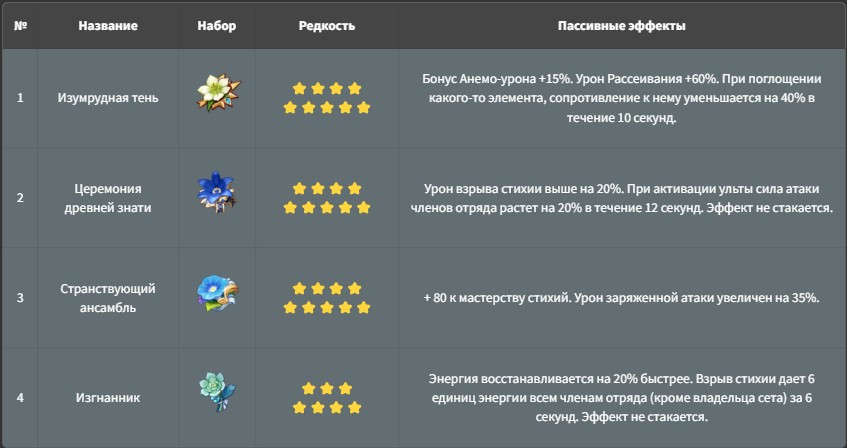 № Название Набор Редкость Пассивные эффекты
1 Изумрудная тень
Бонус Анемо-урона +15%. Урон Рассеивания +60%. При поглощении
какого-то элемента, сопротивление к нему уменьшается на 40% в
течение 10 секунд.
2 Церемония
древней знати
Урон взрыва стихии выше на 20%. При активации ульты сила атаки
членов отряда растет на 20% в течение 12 секунд. Эффект не стакается.
3 Странствующий
ансамбль
+ 80 к мастерству стихий. Урон заряженной атаки увеличен на 35%.
4 Изгнанник
Энергия восстанавливается на 20% быстрее. Взрыв стихии дает 6
единиц энергии всем членам отряда (кроме владельца сета) за 6
секунд. Эффект не стакается.